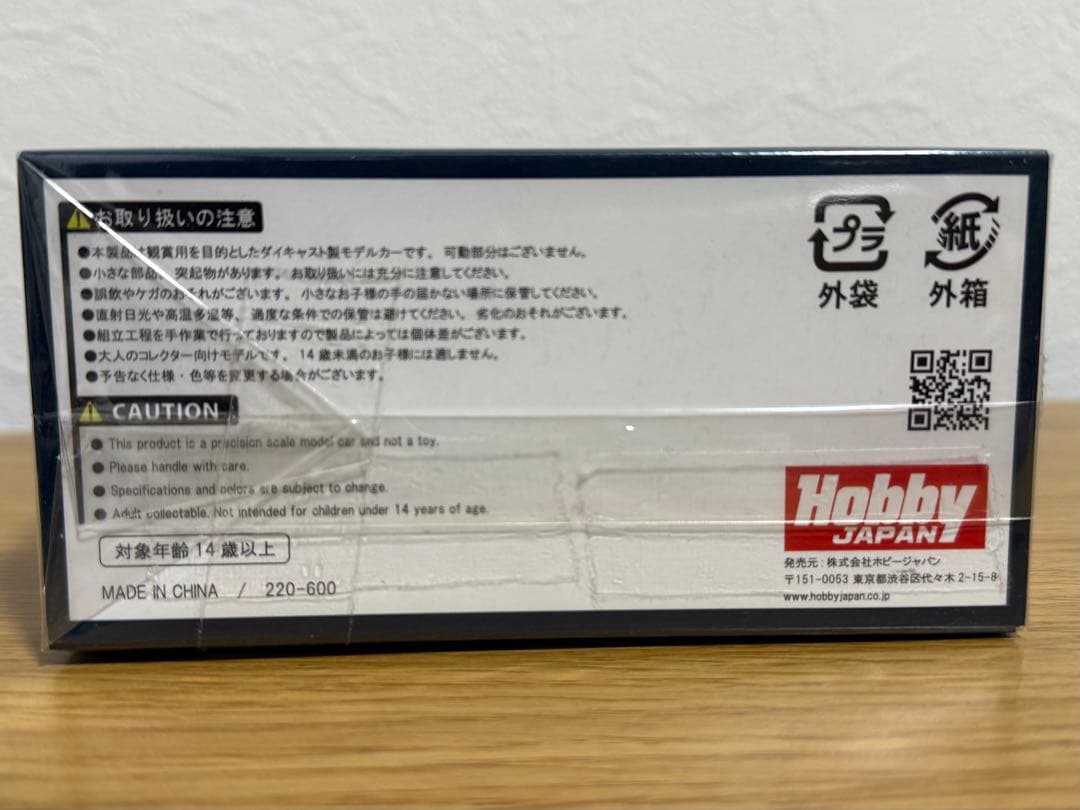 お取り扱いの注意
●本製品は観賞用を目的としたダイキャスト製モデルカーです。可動部分はございません。
●小さな部品、突起物があります。お取り扱いには充分に注意してください。
●誤飲やケガのおそれがございます。小さなお子様の手の届かない場所に保管してください。
●直射日光や高温多湿等、過度な条件での保管は避けてください。劣化のおそれがございます。
●組立工程を手作業で行っておりますので製品によっては個体差がございます。
●大人のコレクター向けモデルです。14歳未満のお子様には適しません。
●予告なく仕様・色等を変更する場合がございます。
CAUTION
● This product is a precision scale model car and not a toy.
● Please handle with care.
● Specifications and colors are subject to change.
● Adult collectable. Not intended for children under 14 years of age.
対象年齢14歳以上
MADE IN CHINA / 220-600
プラ
外袋
紙
外箱
Hobby
JAPAN
発売元：株式会社ホビージャパン
〒151-0053 東京都渋谷区代々木2-15-8
www.hobbyjapan.co.jp